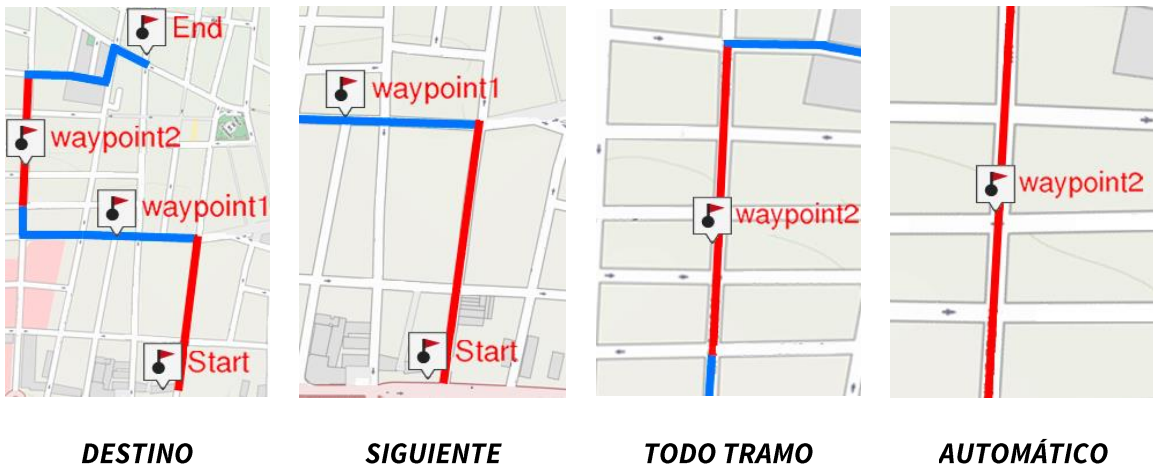 End
waypoint2
waypoint1
Start
waypoint1
Start
waypoint2
waypoint2
DESTINO
SIGUIENTE
TODO TRAMO
AUTOMÁTICO